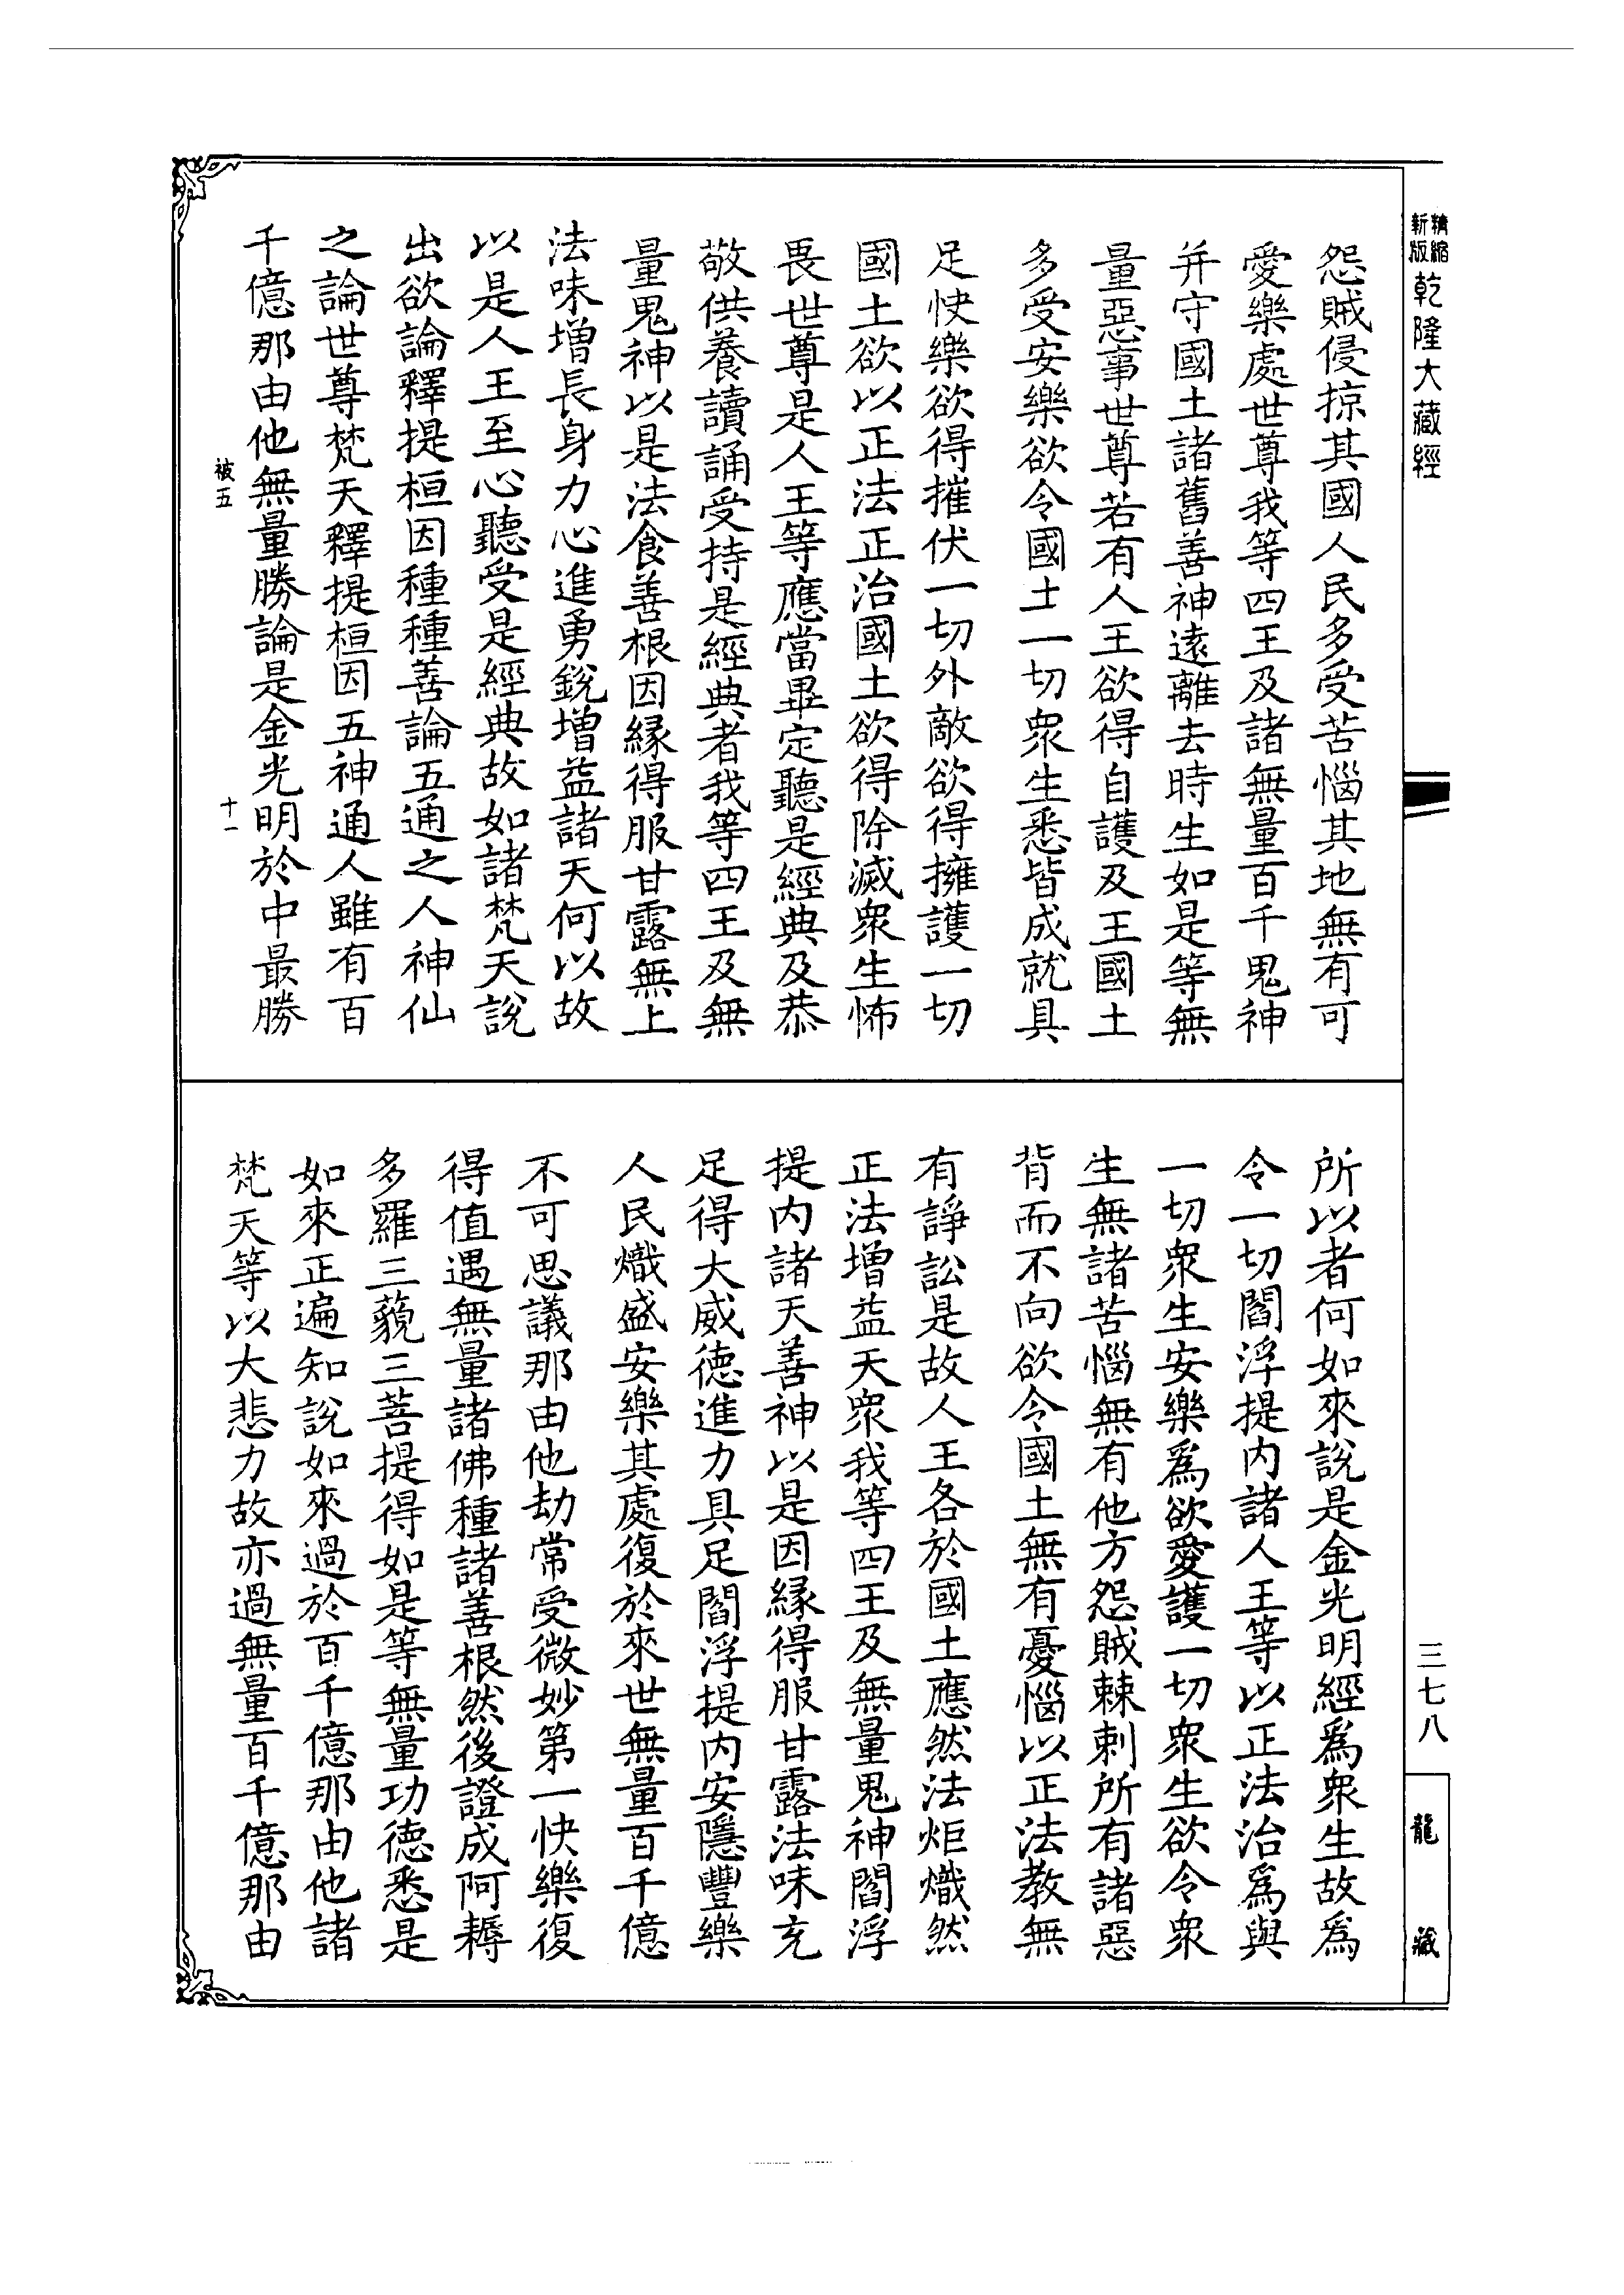 精縮新版乾隆大藏經
怨賊侵掠其國人民多受苦惱其地無有可
愛樂處世尊我等四王及諸無量百千鬼神
并守國土諸舊善神遠離去時生如是等無
量惡事世尊若有人王欲得自護及王國土
多受安樂欲令國土一切衆生悉皆成就具
足快樂欲得摧伏一切外敵欲得擁護一切
國土欲以正法正治國土欲得除滅衆生怖
畏世尊是人王等應當畢定聽是經典及恭
敬供養讀誦受持是經典者我等四王及無
量鬼神以是法食善根因緣得服甘露無上
法味增長身力心進勇銳增益諸天何以故
以是人王至心聽受是經典故如諸梵天說
出欲論釋提桓因種種善論五通之人神仙
之論世尊梵天釋提桓因五神通人雖有百
千億那由他無量勝論是金光明於中最勝
被五
十一
所以者何如來說是金光明經爲衆生故爲
令一切閻浮提內諸人王等以正法治爲與
一切衆生安樂爲欲愛護一切衆生欲令衆
生無諸苦惱無有他方怨賊棘刺所有諸惡
背而不向欲令國土無有憂惱以正法教無
有諍訟是故人王各於國土應然法炬熾然
正法增益天衆我等四王及無量鬼神閻浮
提內諸天善神以是因緣得服甘露法味充
足得大威德進力具足閻浮提內安隱豐樂
人民熾盛安樂其處復於來世無量百千億
不可思議那由他劫常受微妙第一快樂復
得值遇無量諸佛種諸善根然後證成阿耨
多羅三藐三菩提得如是等無量功德悉是
如來正遍知說如來過於百千億那由他諸
梵天等以大悲力故亦過無量百千億那由
三七八
龍藏